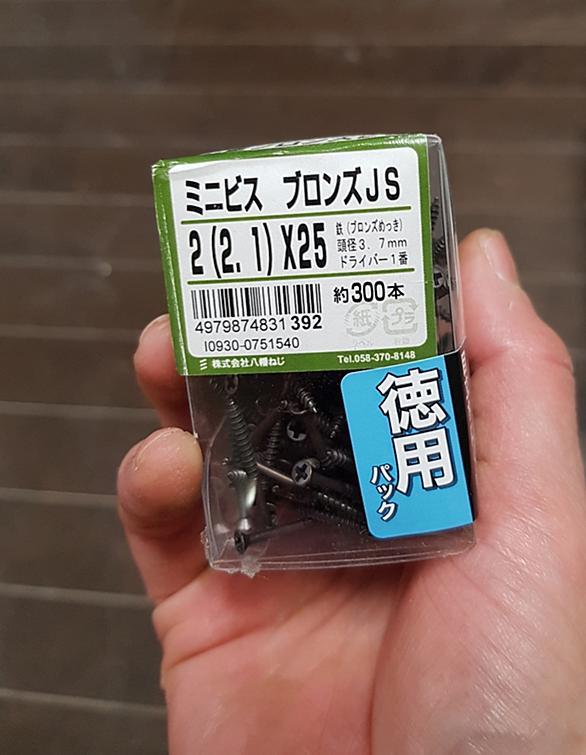 ミニビス ブロンズJS
2(2.1)X25
鉄(ブロンズめっき)
頭径3.7mm
ドライバー1番
約300本
4979874831392
I0930-0751540
紙
プラ
ラベル
株式会社八幡ねじ
Tel.058-370-8148
徳用
パック